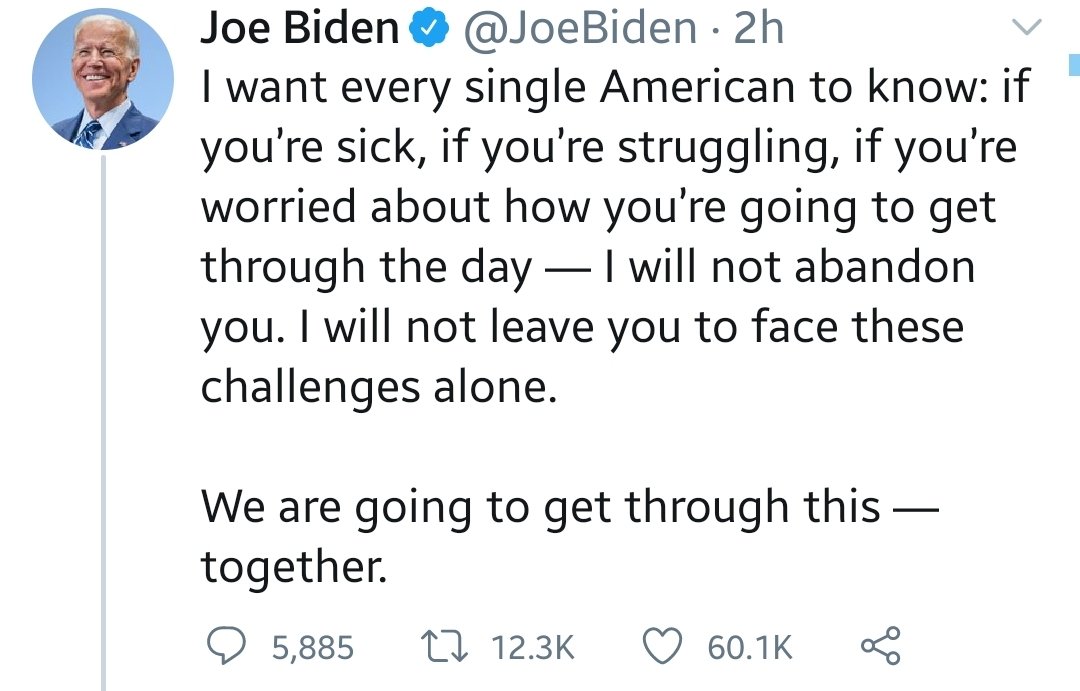 Joe Biden @JoeBiden · 2h
I want every single American to know: if
you're sick, if you're struggling, if you're
worried about how you're going to get
through the day — I will not abandon
you. I will not leave you to face these
challenges alone.
We are going to get through this —
together.
5,885 12.3K 60.1K